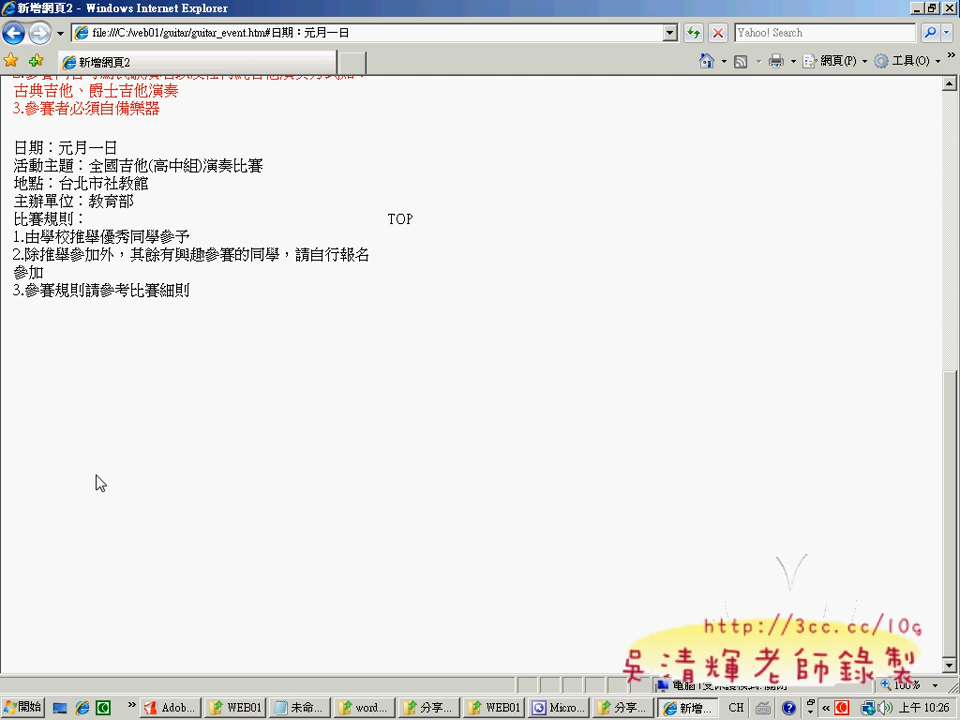 新增網頁2 - Windows Internet Explorer
file:///C:/web01/guitar/guitar_event.htm#日期：元月一日
Yahoo! Search
新增網頁2
網頁(P)
工具(O)
»
古典吉他、爵士吉他演奏
3.參賽者必須自備樂器
日期：元月一日
活動主題：全國吉他(高中組)演奏比賽
地點：台北市社教館
主辦單位：教育部
比賽規則：
TOP
1.由學校推舉優秀同學參予
2.除推舉參加外，其餘有興趣參賽的同學，請自行報名
參加
3.參賽規則請參考比賽細則
http://3cc.cc/10g
吳清輝老師錄製
100%
開始
»
Adob...
WEB01
未命...
word...
分享...
WEB01
Micro...
分享...
新增...
CH
«
上午 10:26